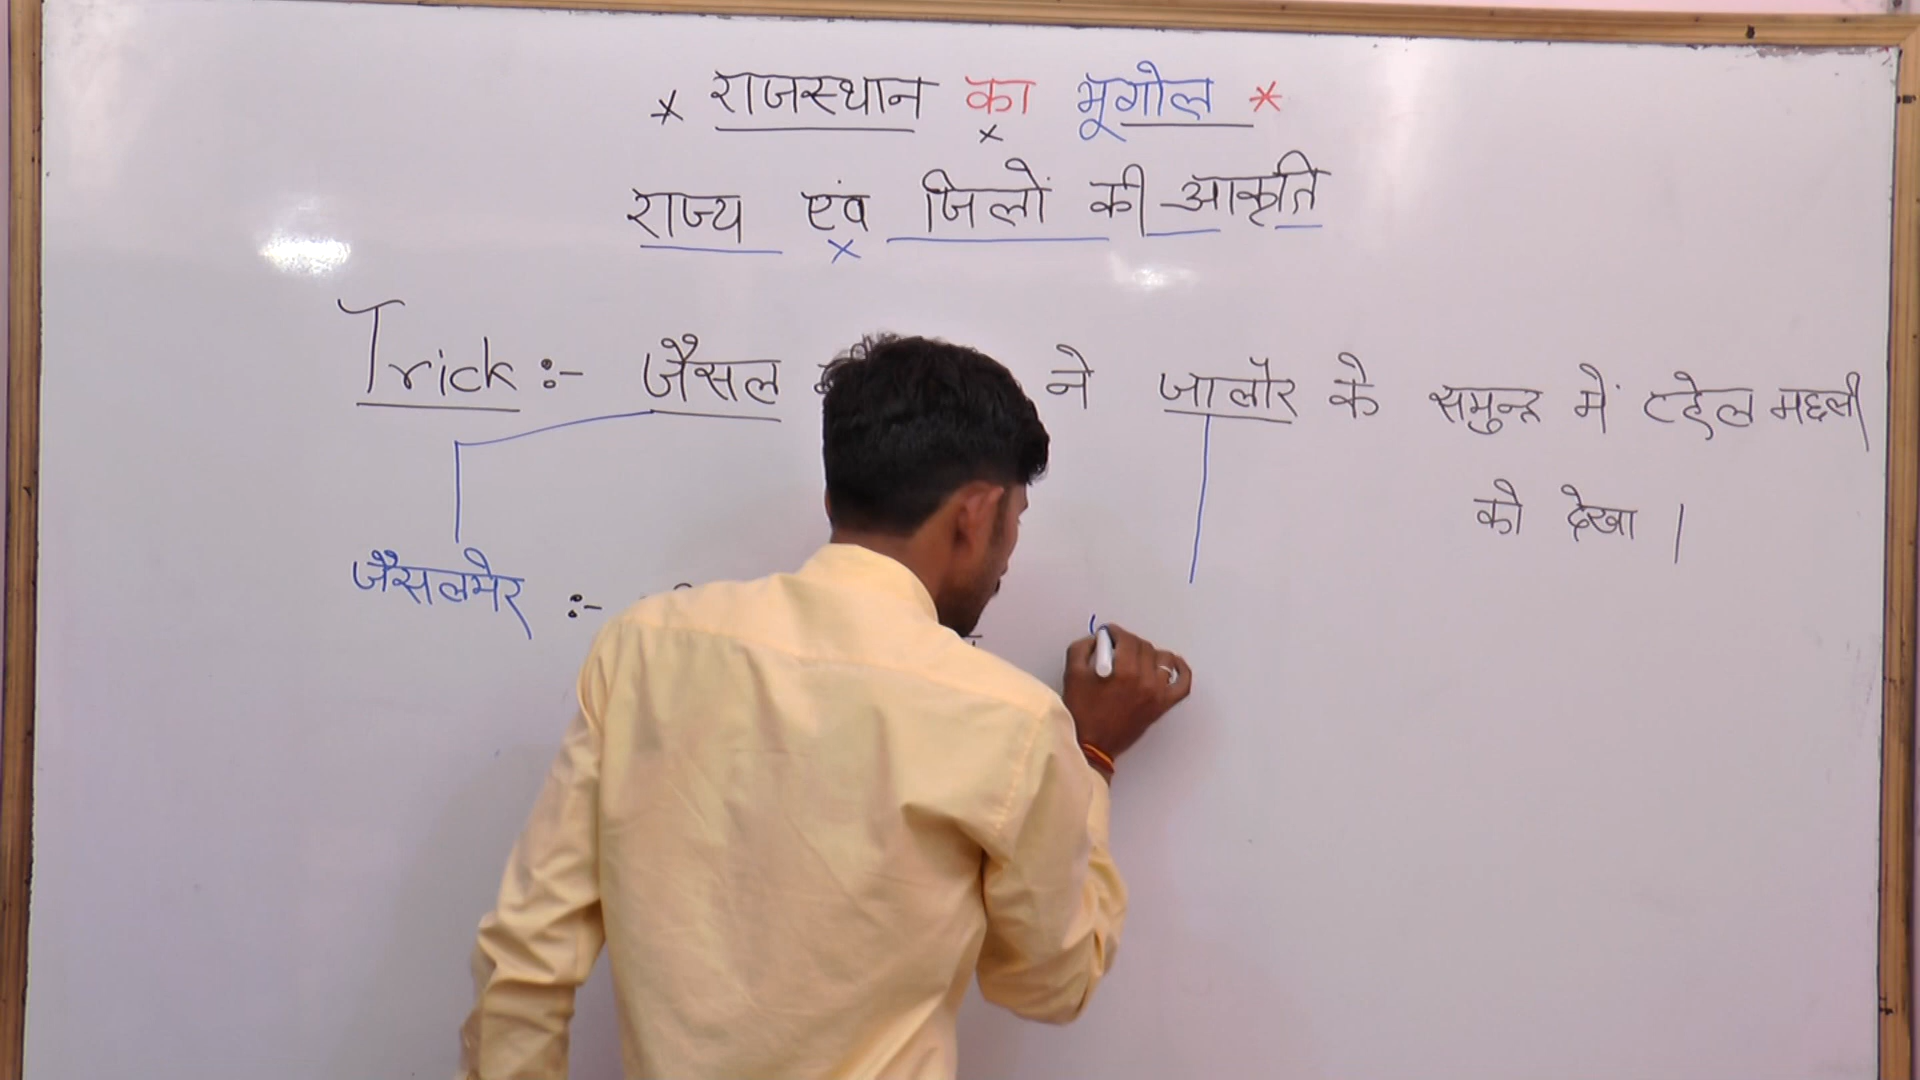 * राजस्थान का भूगोल *
राज्य एंव जिलों की आकृति
Trick :- जैसल ने जालौर के समुन्द्र में व्हेल मछली
को देखा |
जैसलमेर :-